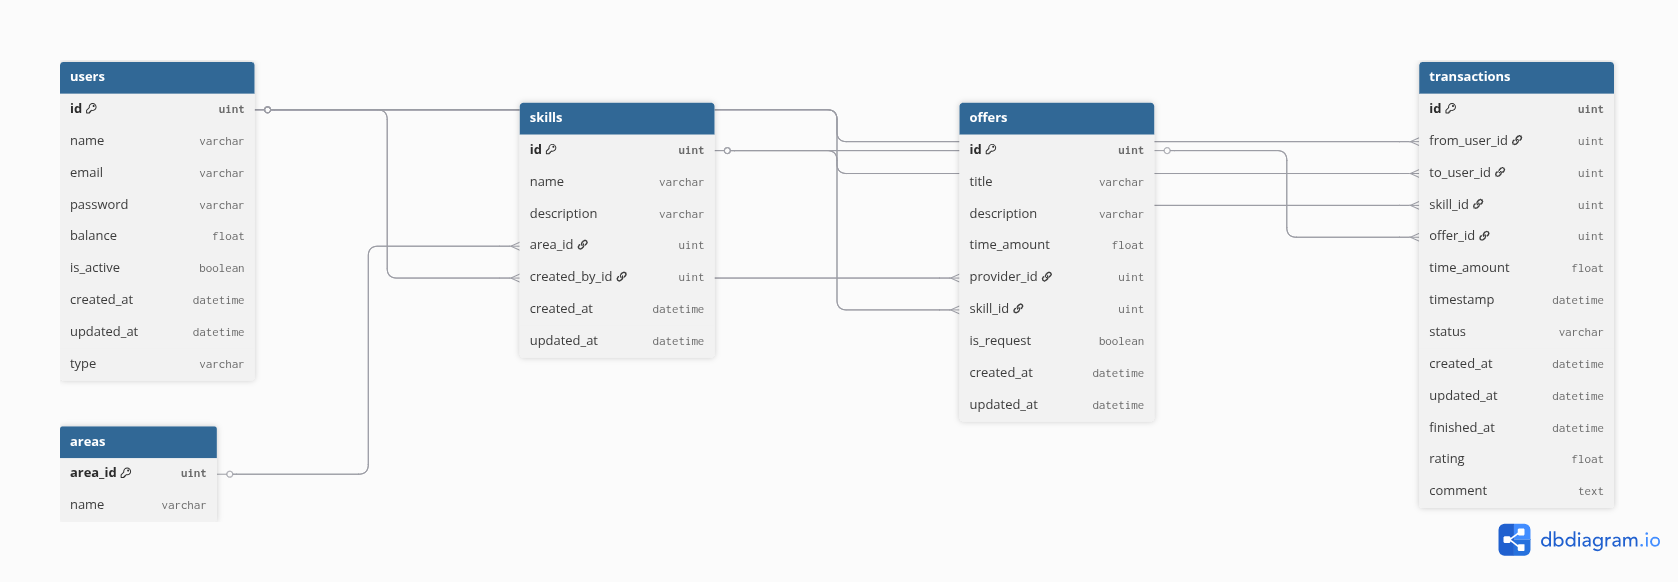 users
id uint
name varchar
email varchar
password varchar
balance float
is_active boolean
created_at datetime
updated_at datetime
type varchar
areas
area_id uint
name varchar
skills
id uint
name varchar
description varchar
area_id uint
created_by_id uint
created_at datetime
updated_at datetime
offers
id uint
title varchar
description varchar
time_amount float
provider_id uint
skill_id uint
is_request boolean
created_at datetime
updated_at datetime
transactions
id uint
from_user_id uint
to_user_id uint
skill_id uint
offer_id uint
time_amount float
timestamp datetime
status varchar
created_at datetime
updated_at datetime
finished_at datetime
rating float
comment text
dbdiagram.io